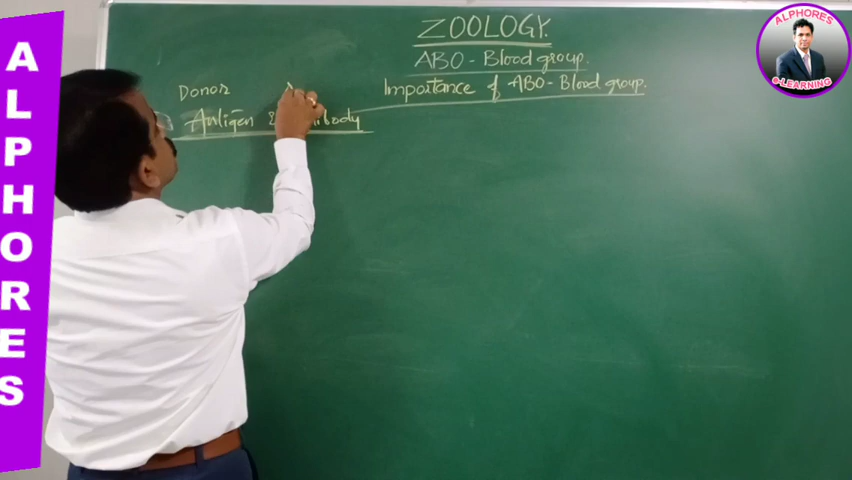 ALPHORES
ZOOLOGY.
ABO - Blood group.
Importance of ABO - Blood group.
Donor
Antigen &
ALPHORES
e-LEARNING